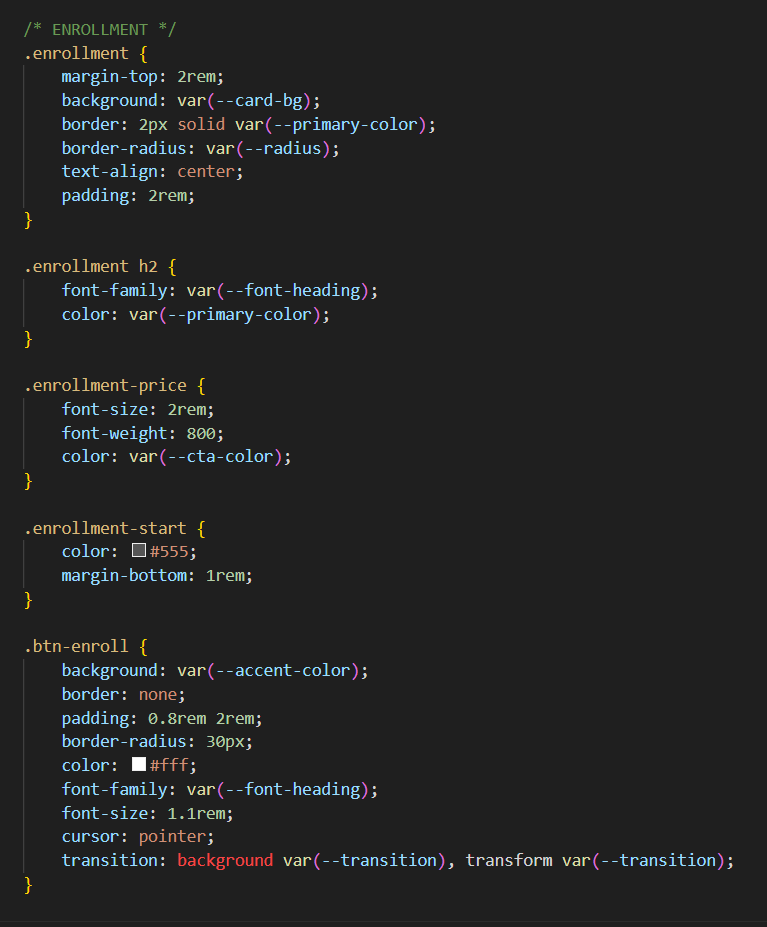 /* ENROLLMENT */
.enrollment {
    margin-top: 2rem;
    background: var(--card-bg);
    border: 2px solid var(--primary-color);
    border-radius: var(--radius);
    text-align: center;
    padding: 2rem;
}

.enrollment h2 {
    font-family: var(--font-heading);
    color: var(--primary-color);
}

.enrollment-price {
    font-size: 2rem;
    font-weight: 800;
    color: var(--cta-color);
}

.enrollment-start {
    color: #555;
    margin-bottom: 1rem;
}

.btn-enroll {
    background: var(--accent-color);
    border: none;
    padding: 0.8rem 2rem;
    border-radius: 30px;
    color: #fff;
    font-family: var(--font-heading);
    font-size: 1.1rem;
    cursor: pointer;
    transition: background var(--transition), transform var(--transition);
}